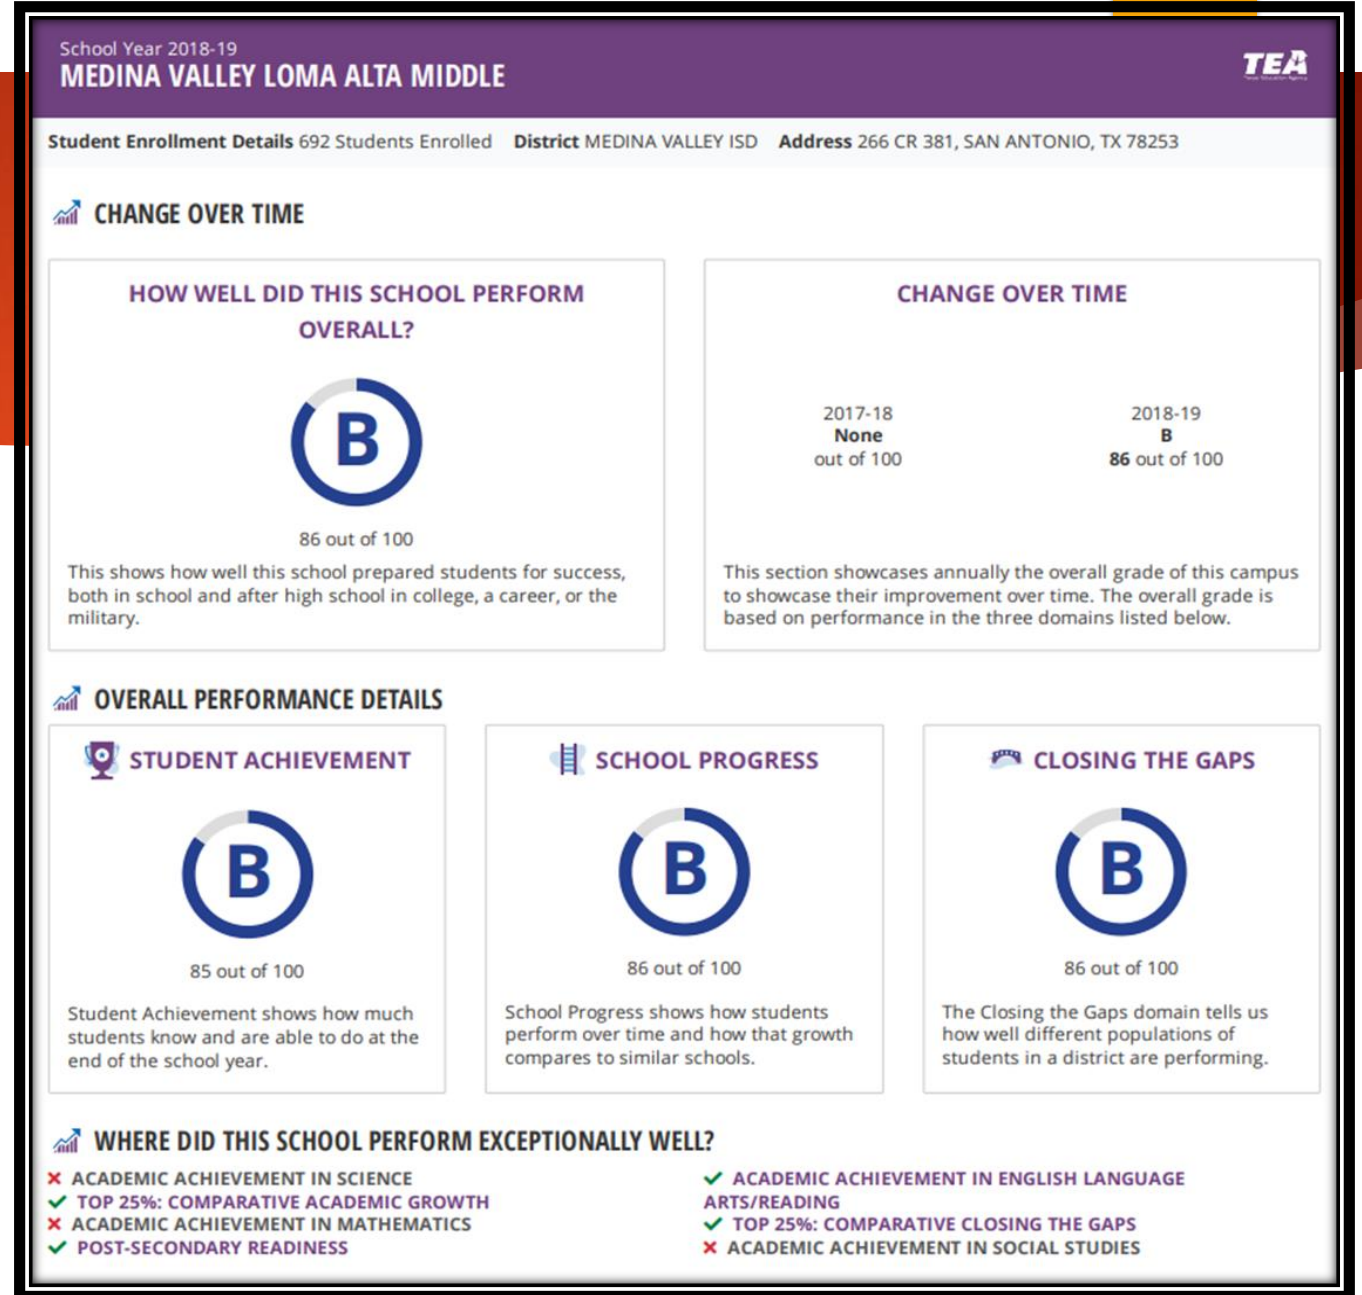 School Year 2018-19
MEDINA VALLEY LOMA ALTA MIDDLE
TEA
Student Enrollment Details 692 Students Enrolled District MEDINA VALLEY ISD Address 266 CR 381, SAN ANTONIO, TX 78253
CHANGE OVER TIME
HOW WELL DID THIS SCHOOL PERFORM
OVERALL?
B
86 out of 100
This shows how well this school prepared students for success,
both in school and after high school in college, a career, or the
military.
CHANGE OVER TIME
2017-18
None
out of 100
2018-19
B
86 out of 100
This section showcases annually the overall grade of this campus
to showcase their improvement over time. The overall grade is
based on performance in the three domains listed below.
OVERALL PERFORMANCE DETAILS
STUDENT ACHIEVEMENT
B
85 out of 100
Student Achievement shows how much
students know and are able to do at the
end of the school year.
SCHOOL PROGRESS
B
86 out of 100
School Progress shows how students
perform over time and how that growth
compares to similar schools.
CLOSING THE GAPS
B
86 out of 100
The Closing the Gaps domain tells us
how well different populations of
students in a district are performing.
WHERE DID THIS SCHOOL PERFORM EXCEPTIONALLY WELL?
✗ ACADEMIC ACHIEVEMENT IN SCIENCE
✓ TOP 25%: COMPARATIVE ACADEMIC GROWTH
✗ ACADEMIC ACHIEVEMENT IN MATHEMATICS
✓ POST-SECONDARY READINESS
✓ ACADEMIC ACHIEVEMENT IN ENGLISH LANGUAGE
ARTS/READING
✓ TOP 25%: COMPARATIVE CLOSING THE GAPS
✗ ACADEMIC ACHIEVEMENT IN SOCIAL STUDIES